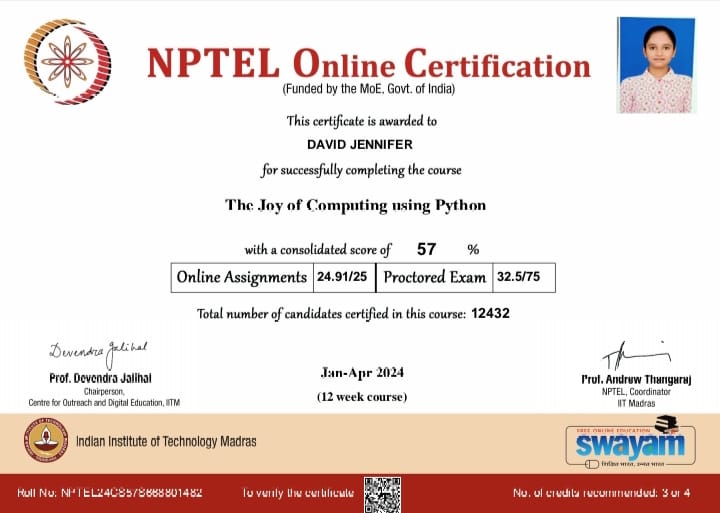 NPTEL Online Certification
(Funded by the MoE, Govt. of India)
This certificate is awarded to
DAVID JENNIFER
for successfully completing the course
The Joy of Computing using Python
with a consolidated score of 57 %
Online Assignments 24.91/25 Proctored Exam 32.5/75
Total number of candidates certified in this course: 12432
Devendra Jalihal
Prof. Devendra Jalihal
Chairperson,
Centre for Outreach and Digital Education, IITM
Jan-Apr 2024
(12 week course)
Prof. Andrew Thangaraj
NPTEL, Coordinator
IIT Madras
Indian Institute of Technology Madras
FREE ONLINE EDUCATION
swayam
शिक्षित भारत, उन्नत भारत
Roll No: NPTEL24CS57S668801482 To verify the certificate No. of credits recommended: 3 or 4